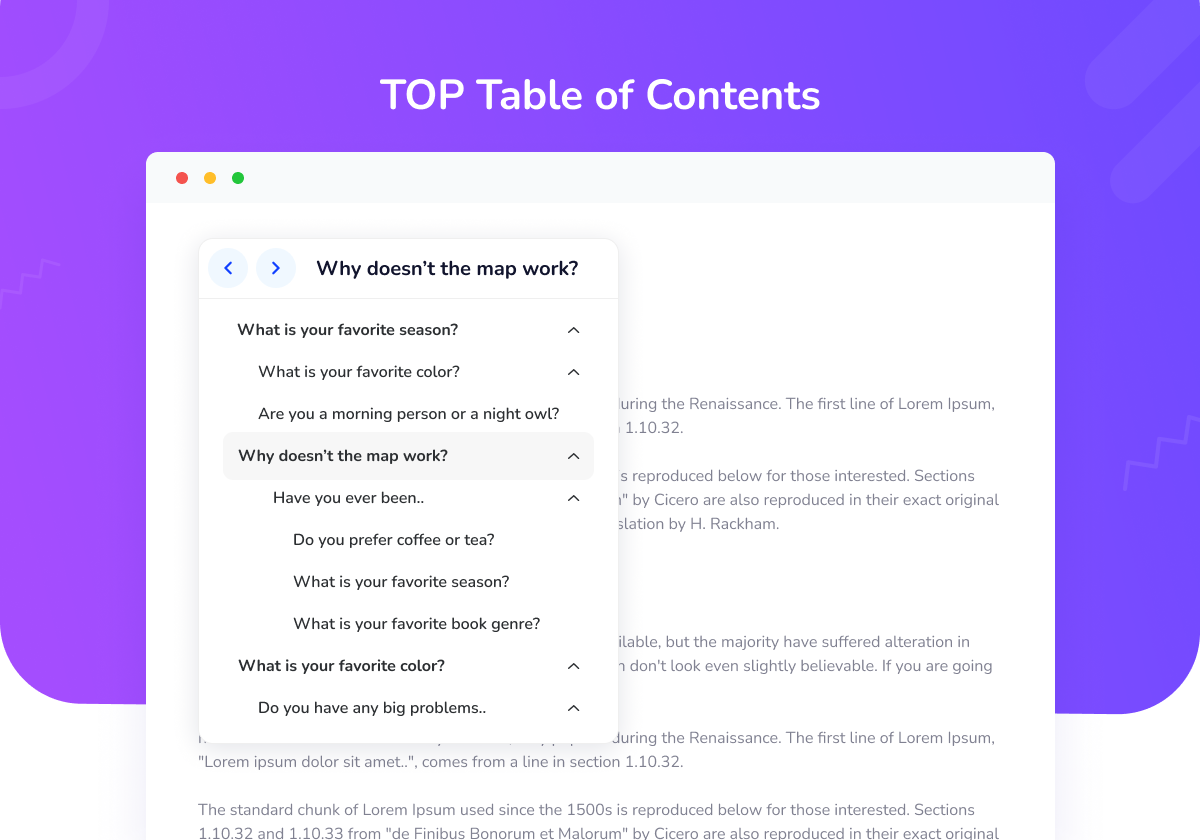 TOP Table of Contents
Why doesn’t the map work?
What is your favorite season?
What is your favorite color?
Are you a morning person or a night owl?
Why doesn’t the map work?
Have you ever been..
Do you prefer coffee or tea?
What is your favorite season?
What is your favorite book genre?
What is your favorite color?
Do you have any big problems..
during the Renaissance. The first line of Lorem Ipsum,
1.10.32.
s reproduced below for those interested. Sections
" by Cicero are also reproduced in their exact original
slation by H. Rackham.
ilable, but the majority have suffered alteration in
don't look even slightly believable. If you are going
during the Renaissance. The first line of Lorem Ipsum,
"Lorem ipsum dolor sit amet..", comes from a line in section 1.10.32.
The standard chunk of Lorem Ipsum used since the 1500s is reproduced below for those interested. Sections
1.10.32 and 1.10.33 from "de Finibus Bonorum et Malorum" by Cicero are also reproduced in their exact original